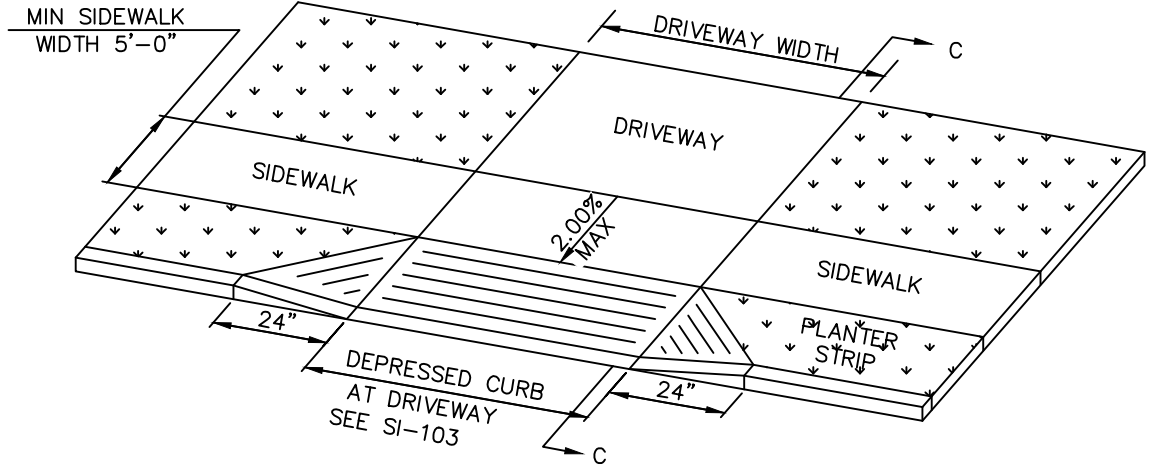 MIN SIDEWALK
WIDTH 5'-0"
DRIVEWAY WIDTH
C
DRIVEWAY
SIDEWALK
2.00%
MAX
SIDEWALK
PLANTER
STRIP
24"
DEPRESSED CURB
AT DRIVEWAY
SEE SI-103
24"
C